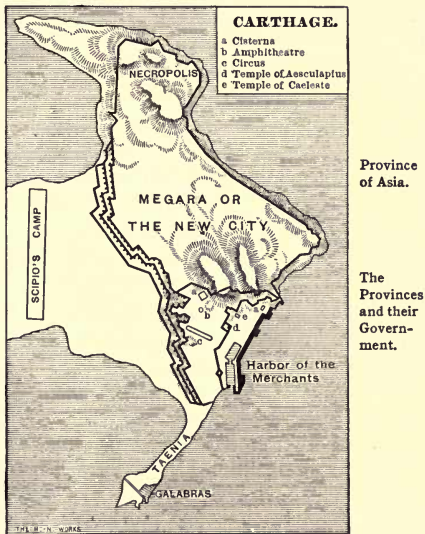 CARTHAGE.
a Cisterna
b Amphitheatre
c Circus
d Temple of Aesculapius
e Temple of Caeleste
NECROPOLIS
MEGARA OR
THE NEW CITY
SCIPIO'S CAMP
a
b
c
d
e
Harbor of the
Merchants
TAENIA
GALABRAS
Province
of Asia.
The
Provinces
and their
Govern-
ment.